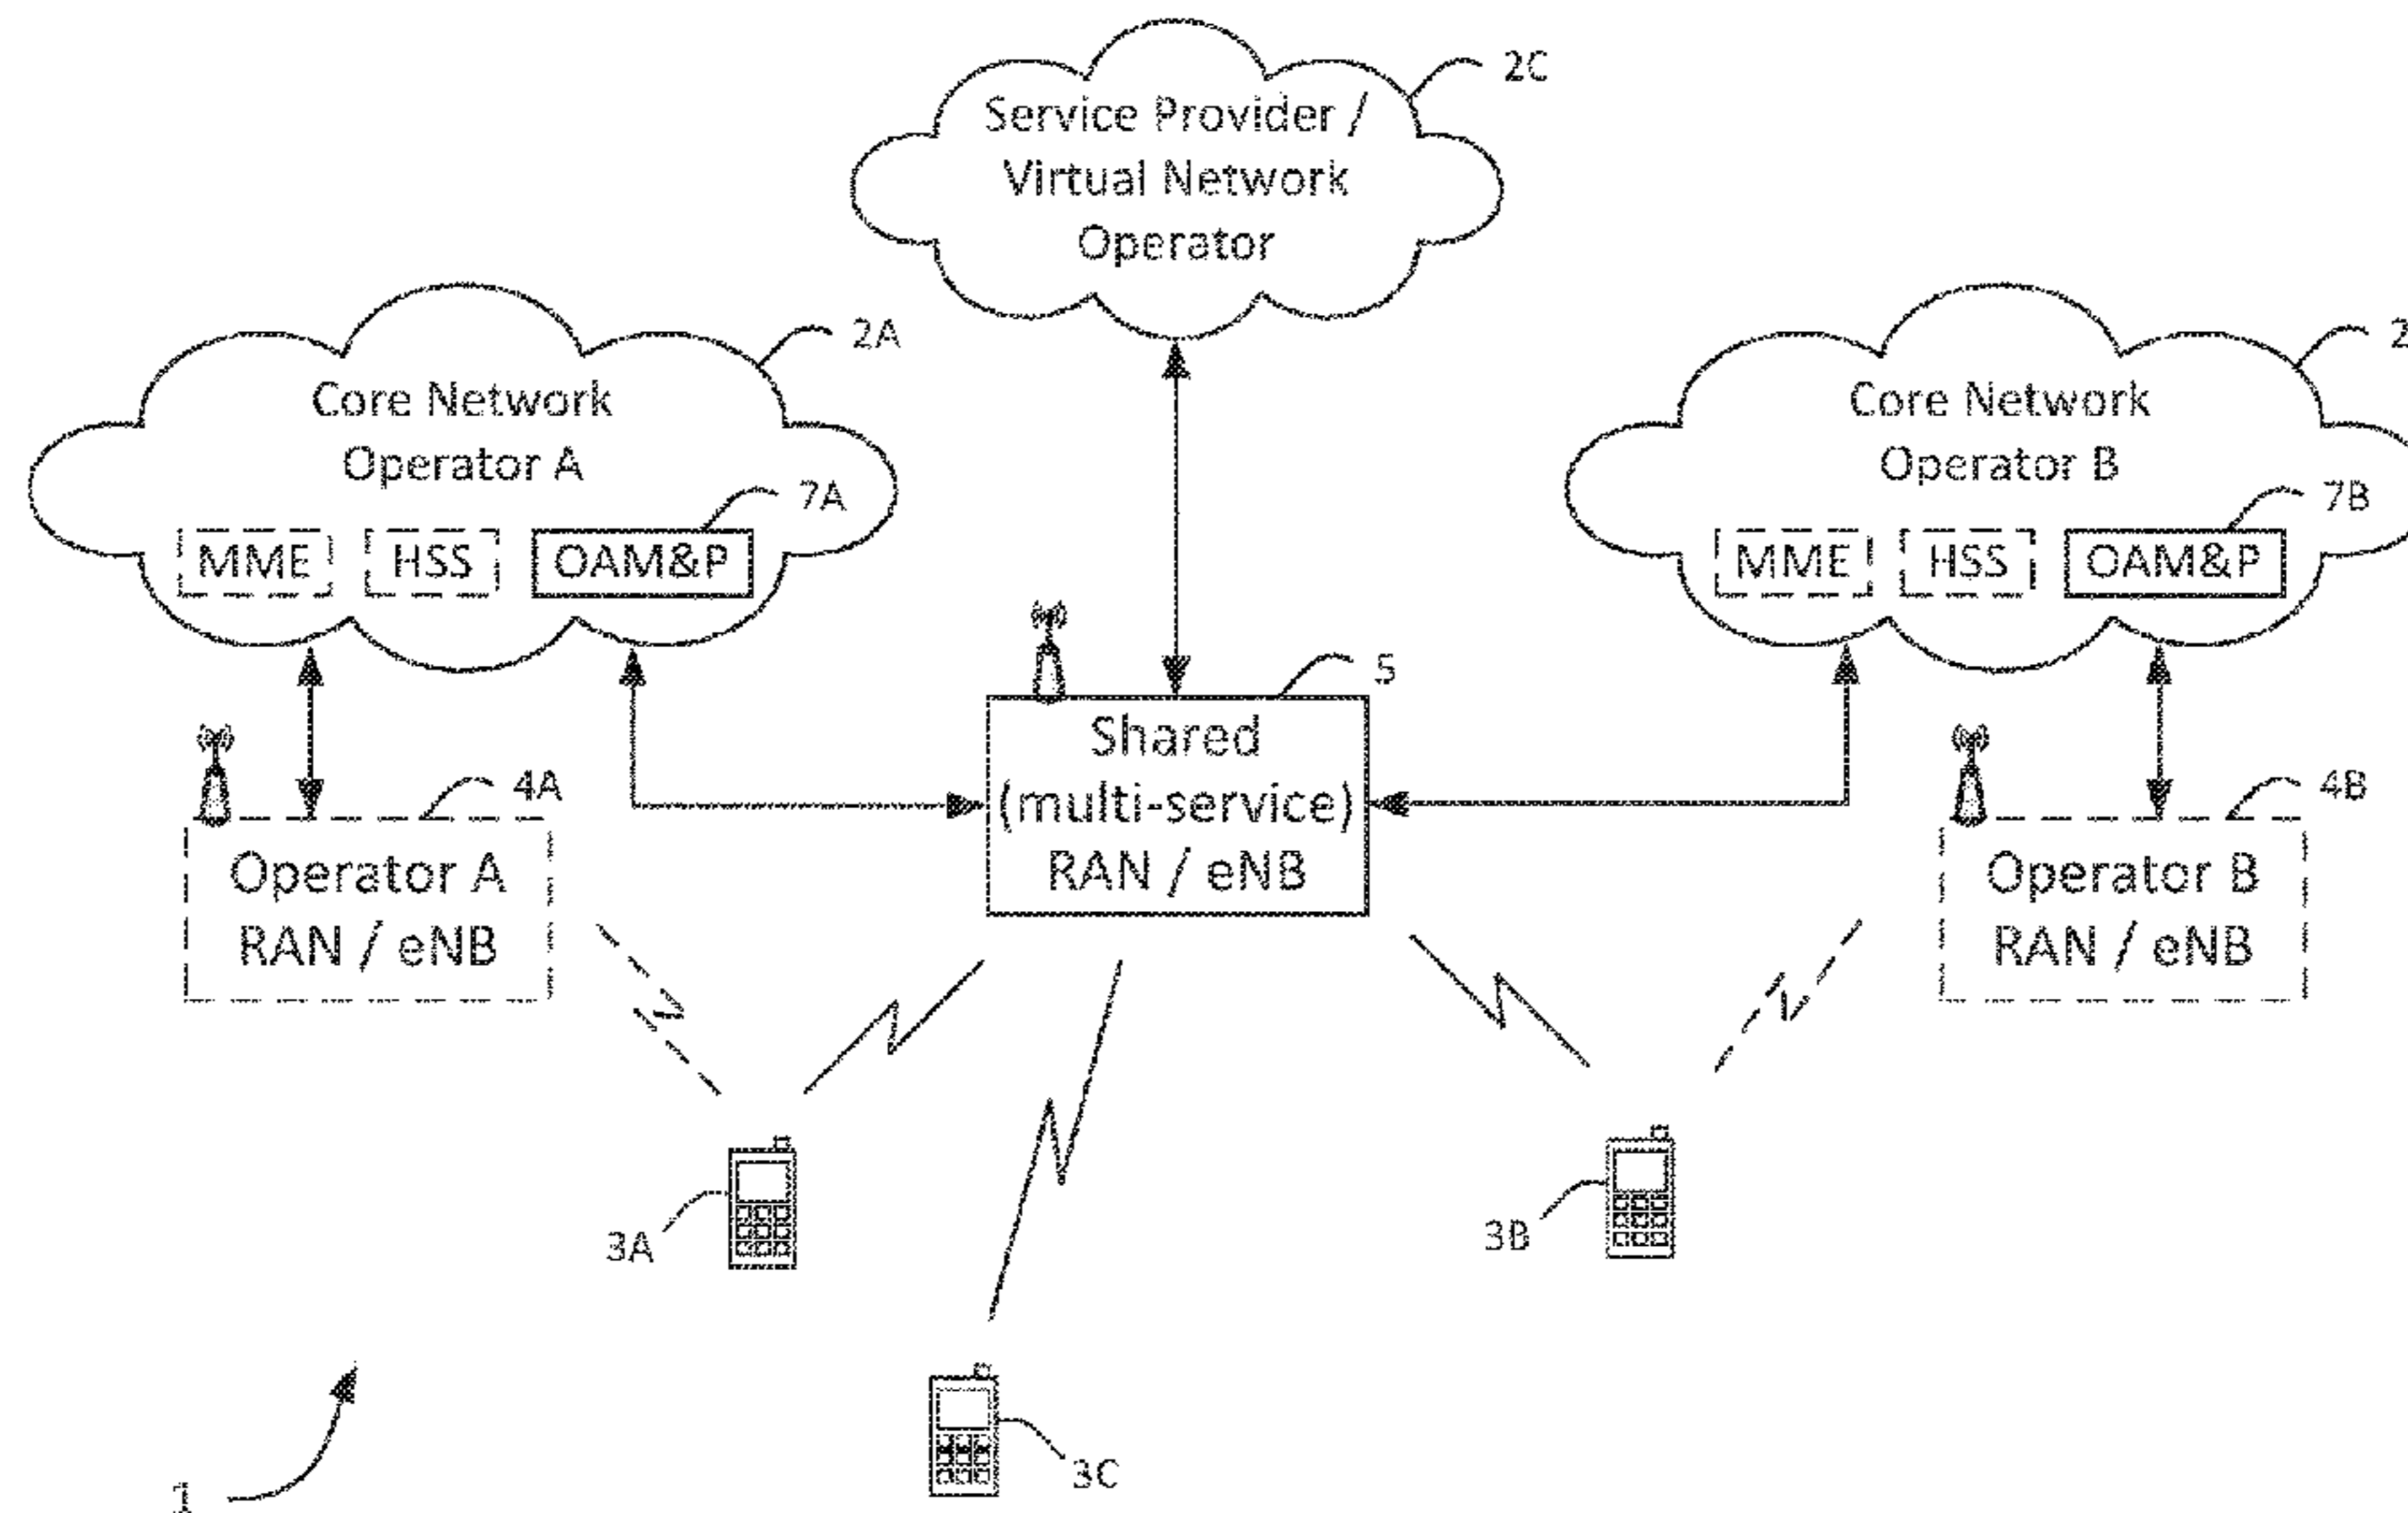 2C
Service Provider /
Virtual Network
Operator
2A
Core Network
Operator A
7A
MME
HSS
OAM&P
2
Core Network
Operator B
7B
MME
HSS
OAM&P
5
Shared
(multi-service)
RAN / eNB
4A
Operator A
RAN / eNB
4B
Operator B
RAN / eNB
3A
3B
3C
1